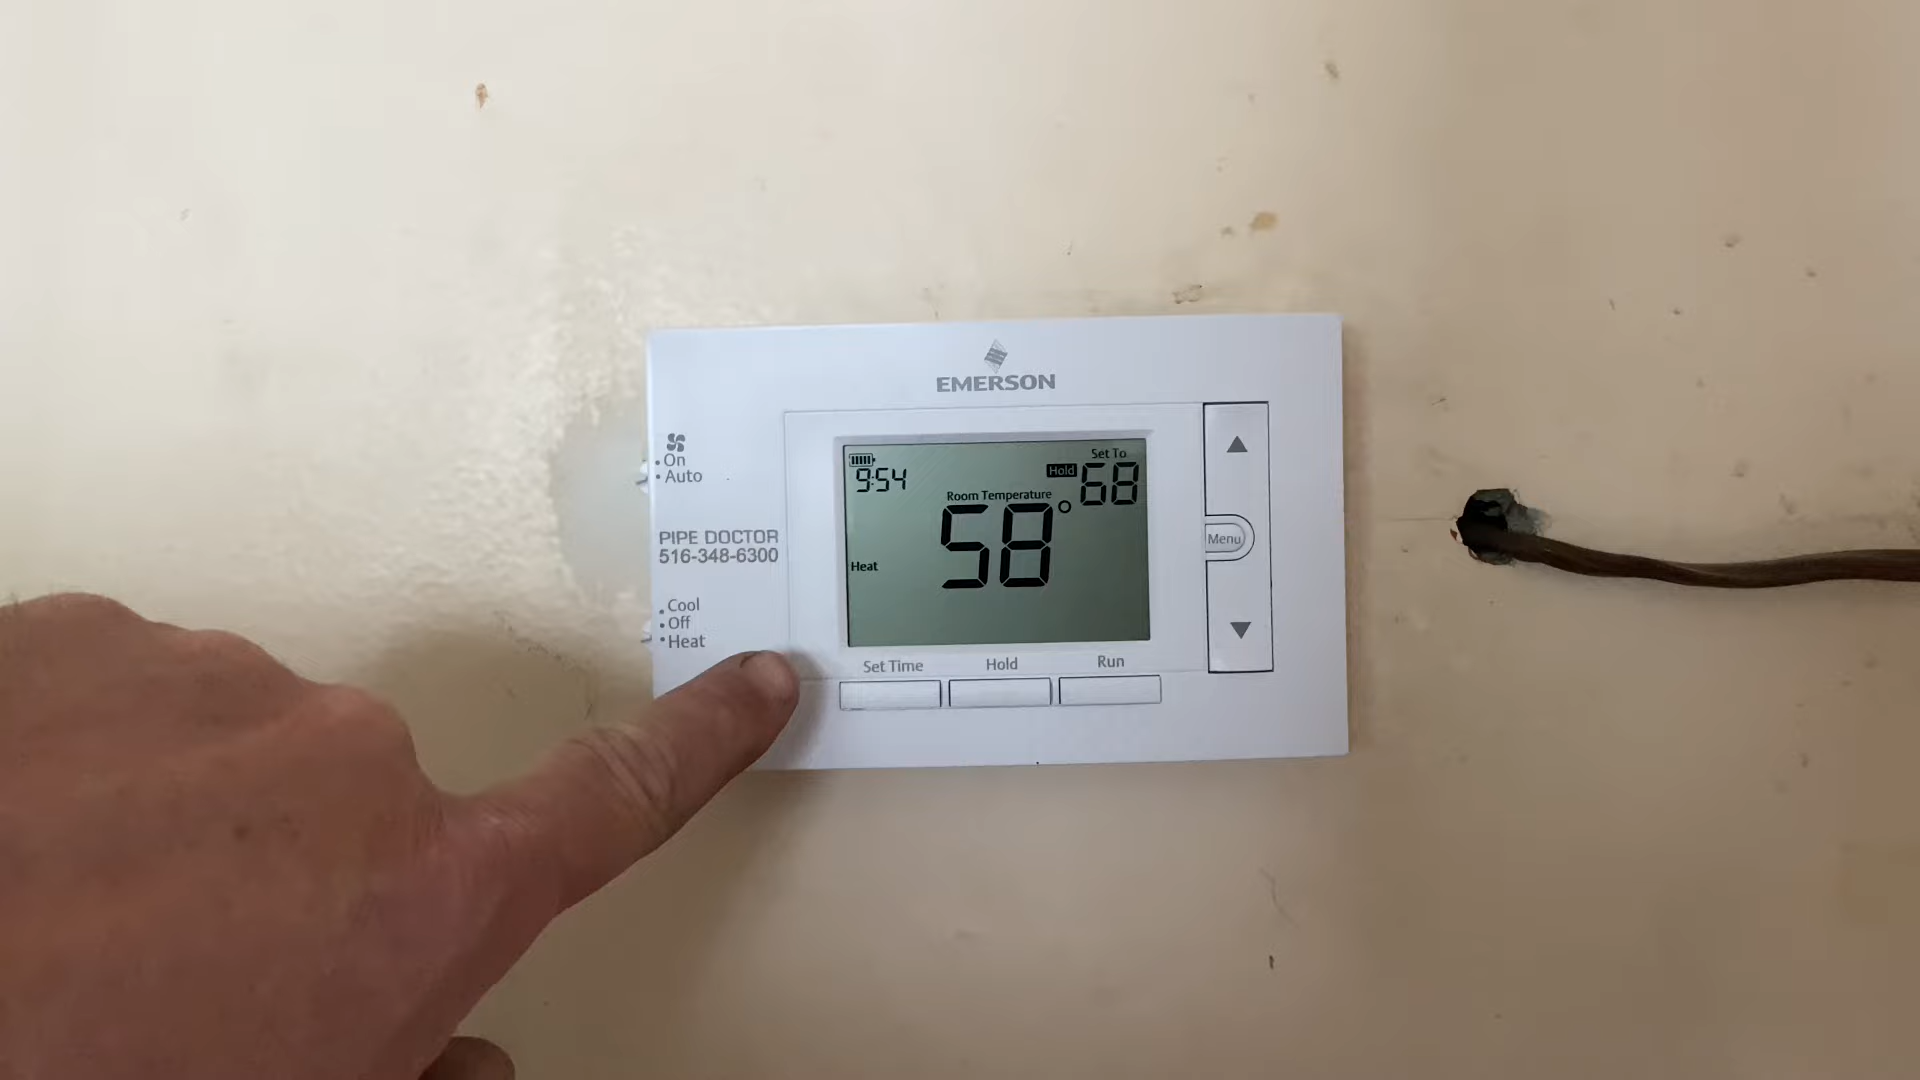 EMERSON
On
Auto
PIPE DOCTOR
516-348-6300
Cool
Off
Heat
9:54
Set To
Hold
68
Room Temperature
58°
Heat
Menu
Set Time
Hold
Run